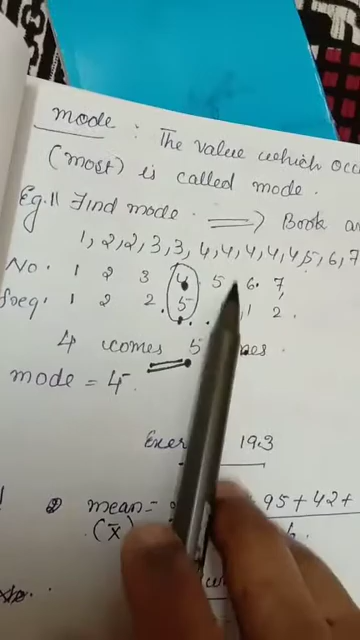 mode : The value which Occ
(most) is called mode.
Eg. 11 Find mode. ⟹ Book a
1, 2, 2, 3, 3, 4, 4, 4, 4, 4, 5, 6, 7
No. 1 2 3 4 5 6. 7,
freq: 1 2 2. 5 1 2.
4 comes 5
mode = 4.
Exer 19.3
mean = 95 + 42 +
(x̄)